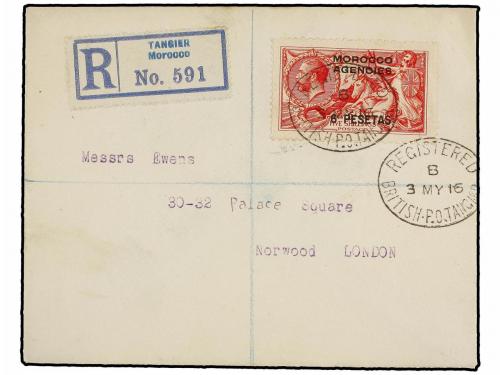 R
TANGIER
Morocco
No. 591
MOROCCO
AGENCIES
6 PESETAS
Messrs Ewens
30-32 Palace Square
Norwood LONDON
REGISTERED
B
3 MY 16
BRITISH.P.O.TANGIER